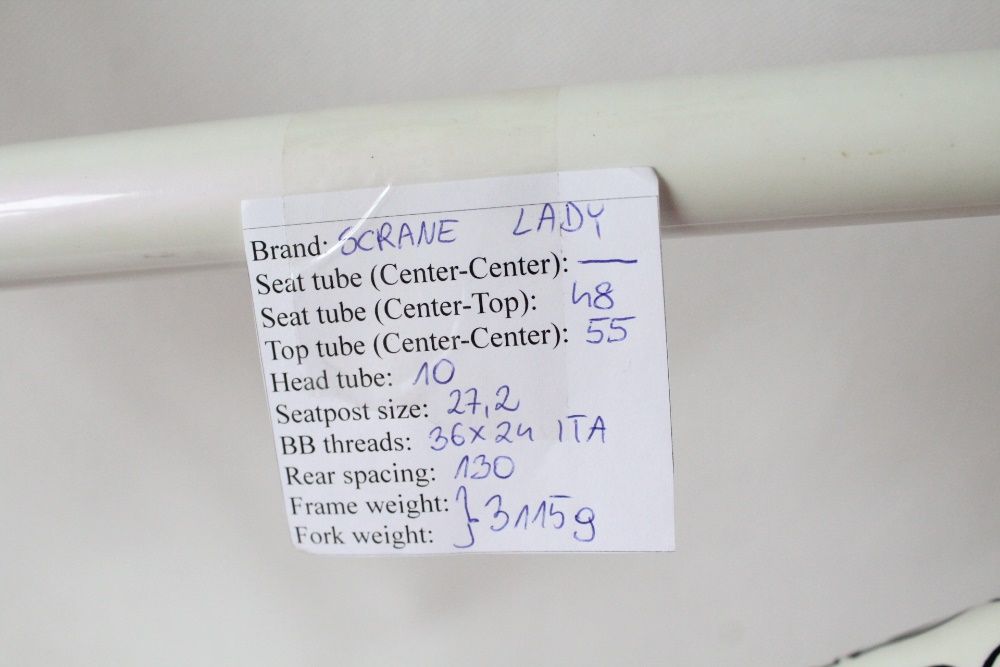 Brand: SCRANE LADY
Seat tube (Center-Center): —
Seat tube (Center-Top): 48
Top tube (Center-Center): 55
Head tube: 10
Seatpost size: 27,2
BB threads: 36x24 ITA
Rear spacing: 130
Frame weight: } 3115g
Fork weight: